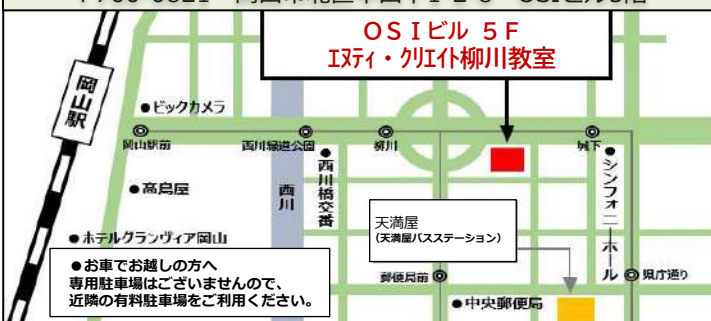 OSIビル 5F
エヌティ・クリエイト柳川教室
岡山駅
●ビックカメラ
岡山駅前
西川緑道公園
柳川
城下
●高島屋
西川
●西川橋交番
●シンフォニーホール
天満屋
(天満屋バスステーション)
●ホテルグランヴィア岡山
●お車でお越しの方へ
専用駐車場はございませんので、
近隣の有料駐車場をご利用ください。
郵便局前
県庁通り
●中央郵便局